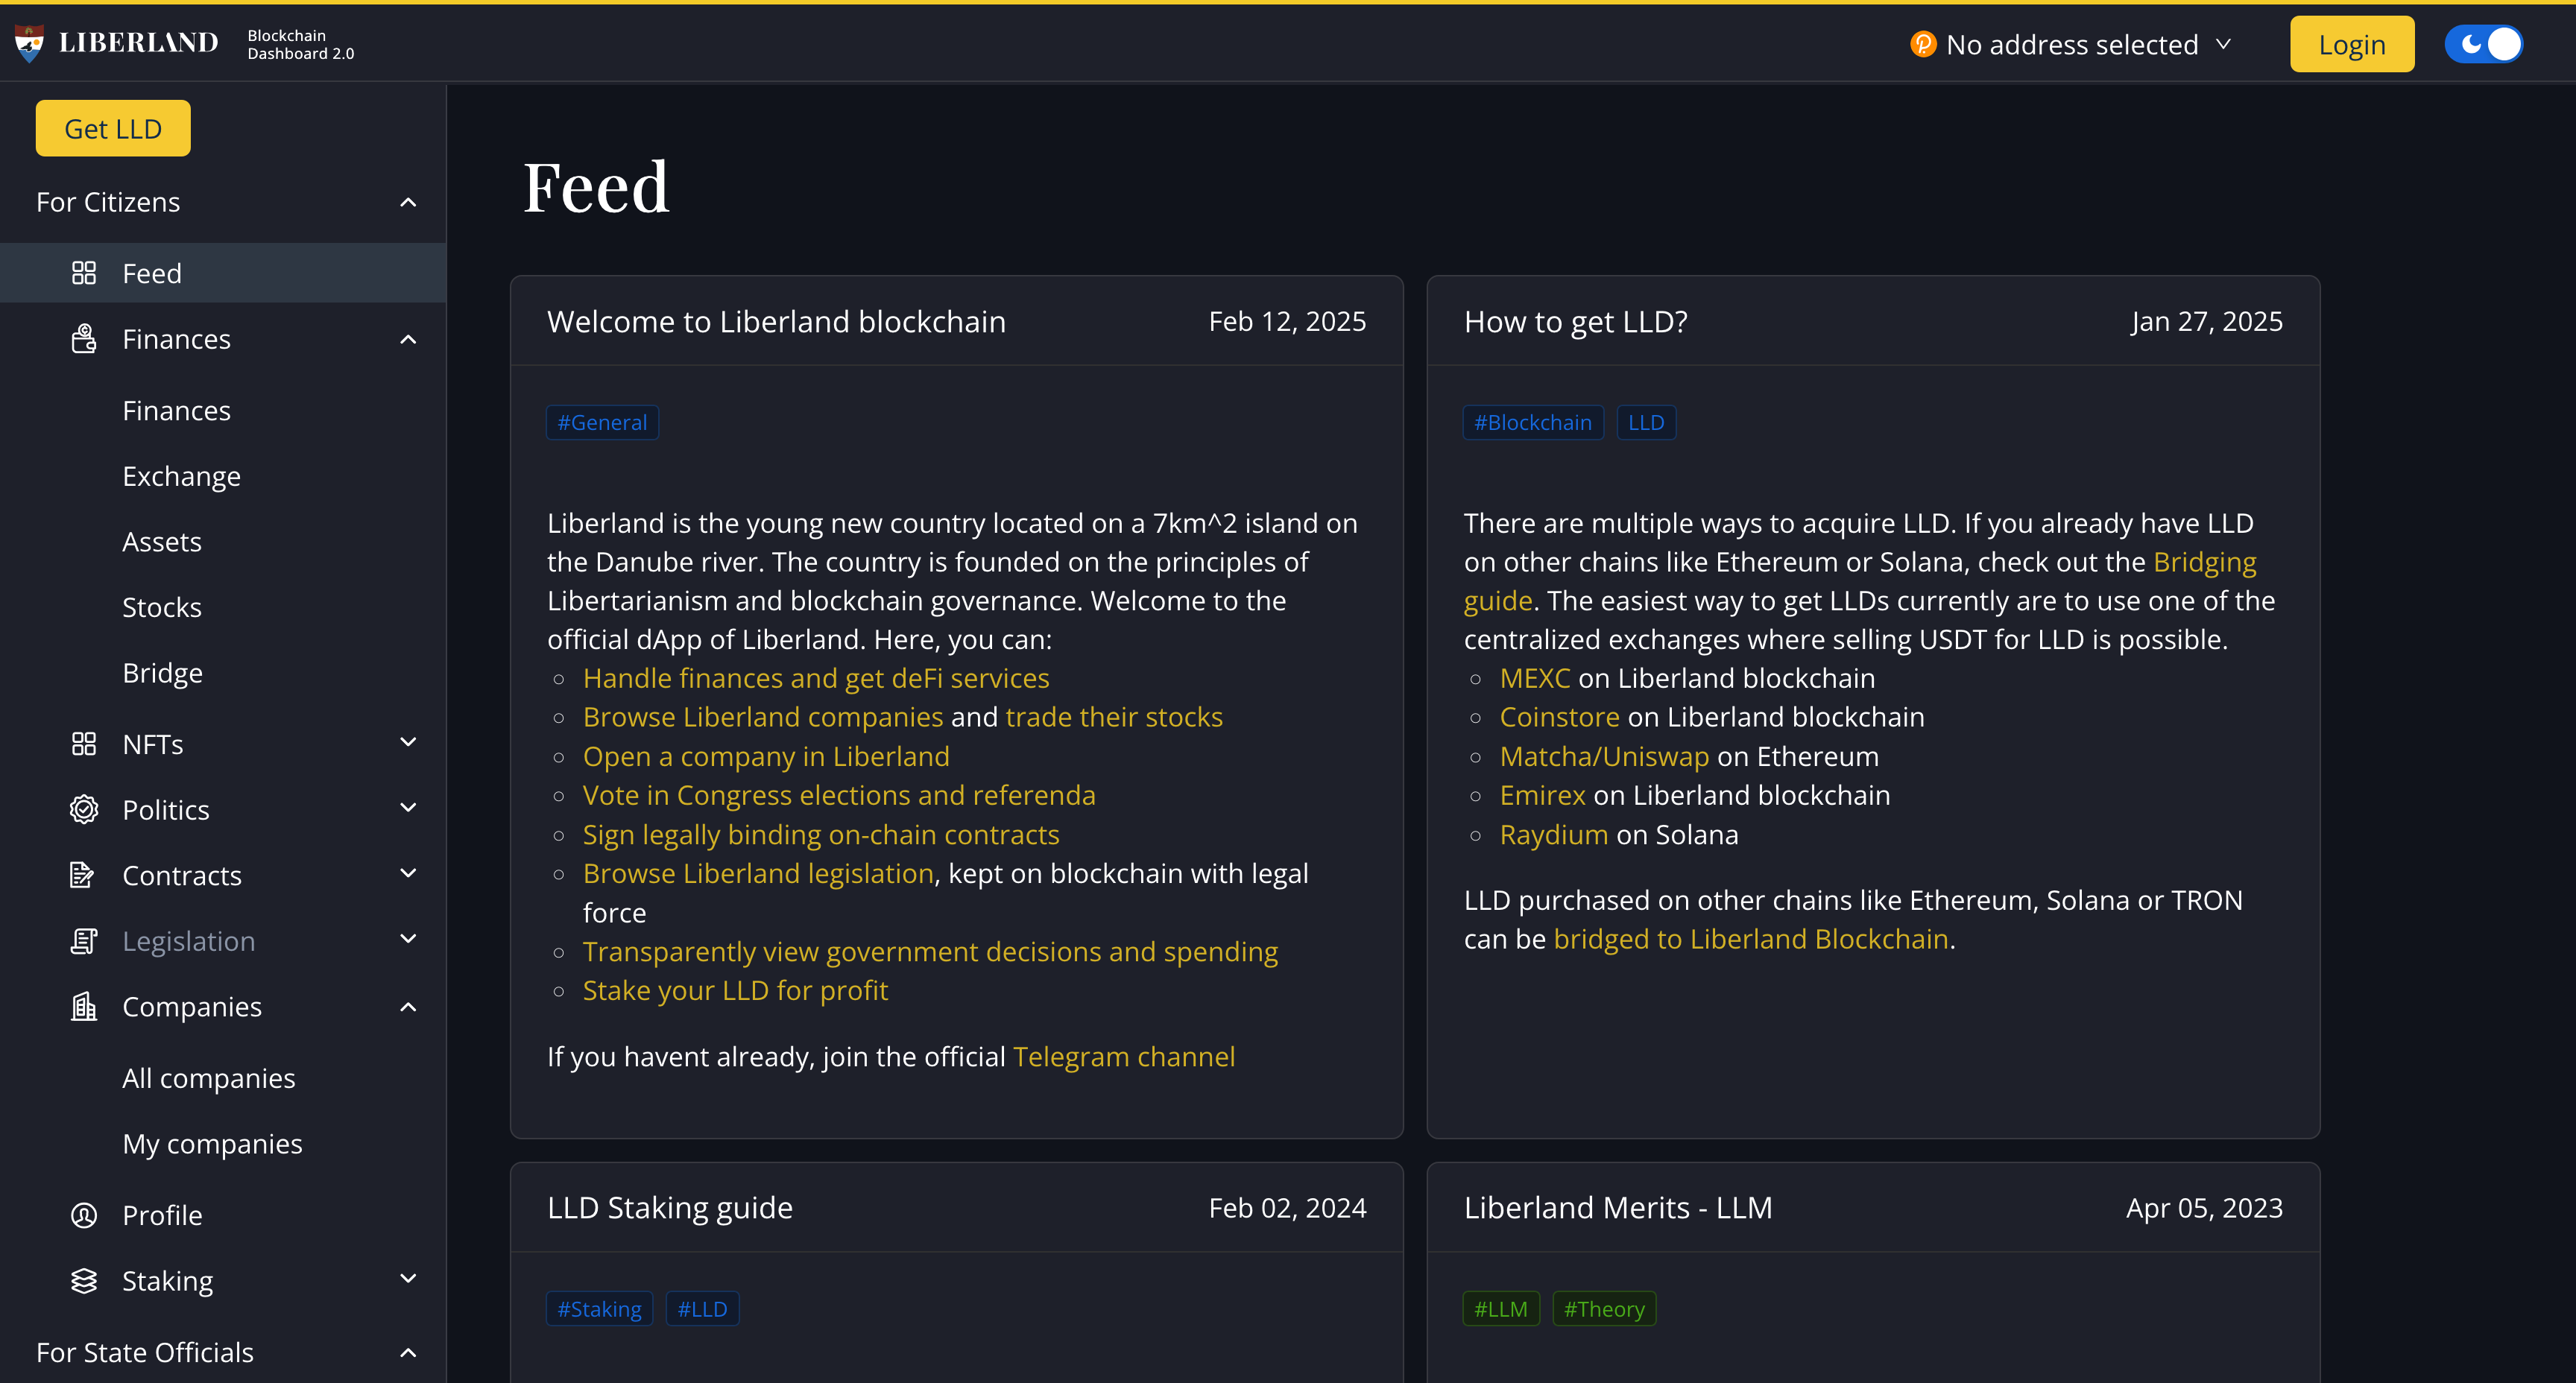 LIBERLAND
Blockchain
Dashboard 2.0
No address selected
Login
Get LLD
For Citizens
Feed
Finances
Finances
Exchange
Assets
Stocks
Bridge
NFTs
Politics
Contracts
Legislation
Companies
All companies
My companies
Profile
Staking
For State Officials
Feed
Welcome to Liberland blockchain
Feb 12, 2025
#General
Liberland is the young new country located on a 7km^2 island on
the Danube river. The country is founded on the principles of
Libertarianism and blockchain governance. Welcome to the
official dApp of Liberland. Here, you can:
Handle finances and get deFi services
Browse Liberland companies and trade their stocks
Open a company in Liberland
Vote in Congress elections and referenda
Sign legally binding on-chain contracts
Browse Liberland legislation, kept on blockchain with legal
force
Transparently view government decisions and spending
Stake your LLD for profit
If you havent already, join the official Telegram channel
How to get LLD?
Jan 27, 2025
#Blockchain LLD
There are multiple ways to acquire LLD. If you already have LLD
on other chains like Ethereum or Solana, check out the Bridging
guide. The easiest way to get LLDs currently are to use one of the
centralized exchanges where selling USDT for LLD is possible.
MEXC on Liberland blockchain
Coinstore on Liberland blockchain
Matcha/Uniswap on Ethereum
Emirex on Liberland blockchain
Raydium on Solana
LLD purchased on other chains like Ethereum, Solana or TRON
can be bridged to Liberland Blockchain.
LLD Staking guide
Feb 02, 2024
#Staking #LLD
Liberland Merits - LLM
Apr 05, 2023
#LLM #Theory